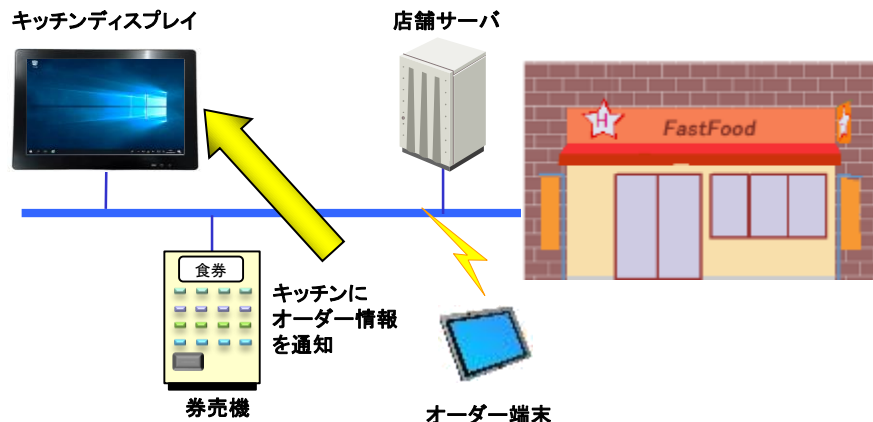 キッチンディスプレイ
店舗サーバ
H
FastFood
食券
キッチンに
オーダー情報
を通知
券売機
オーダー端末